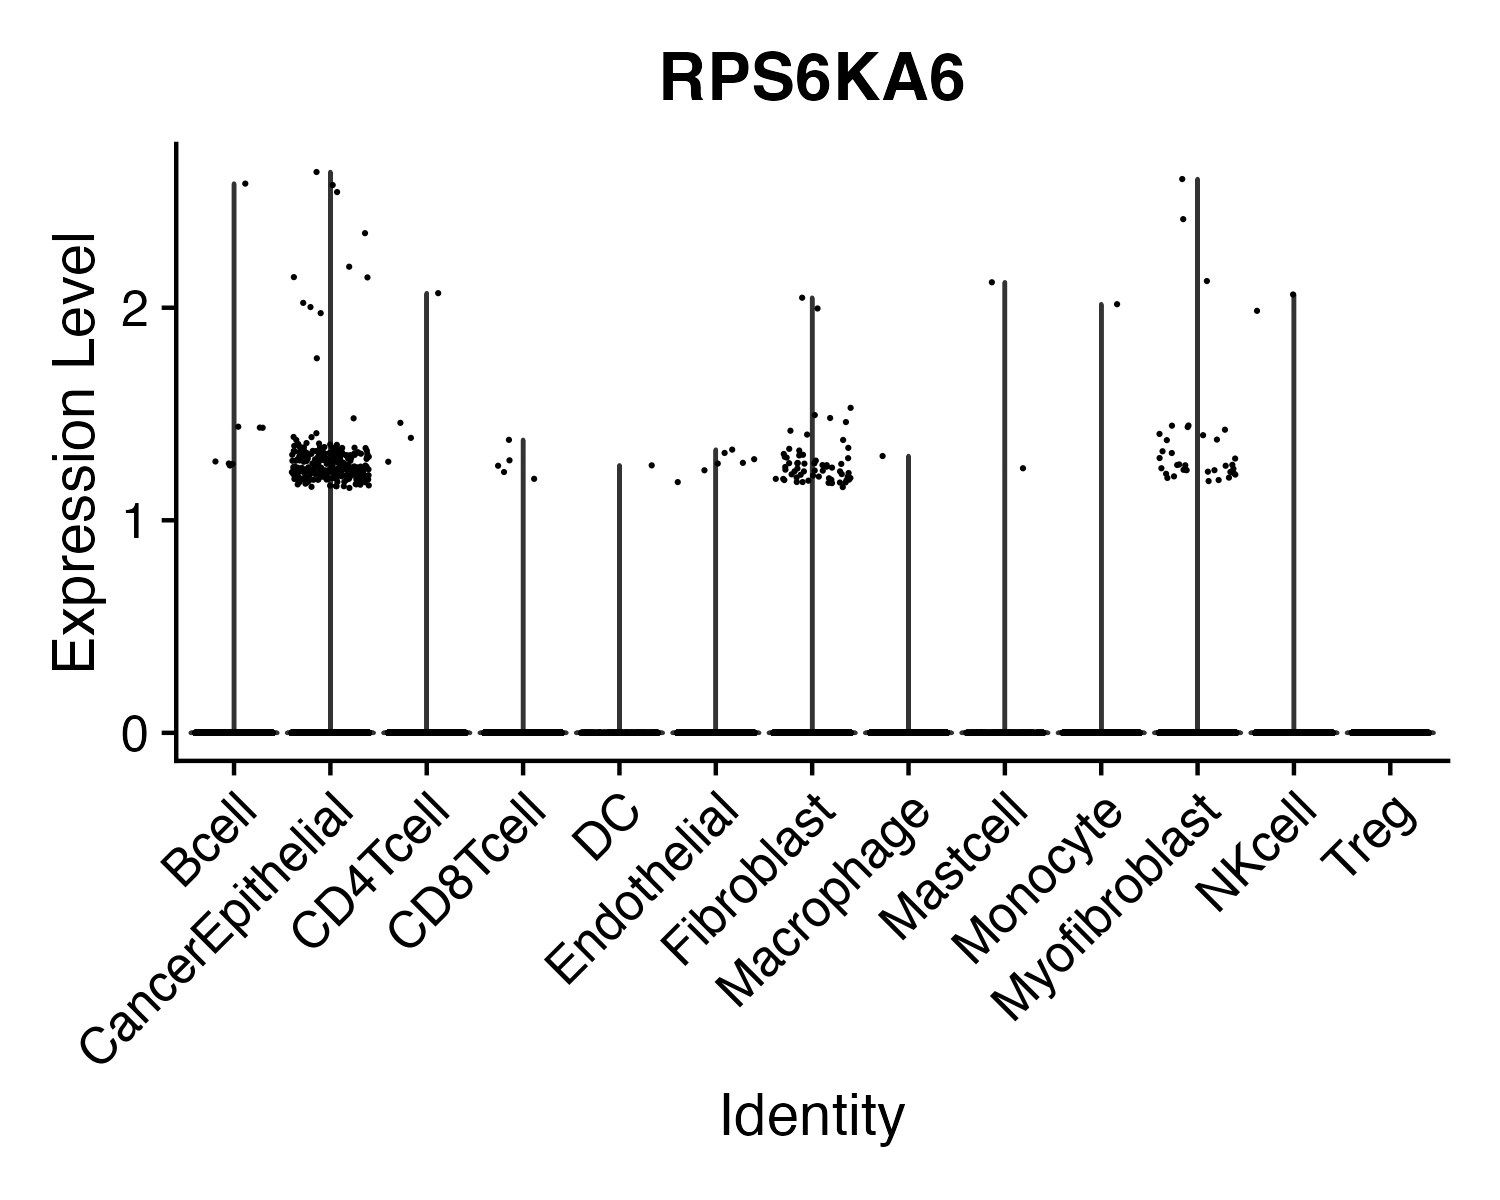 RPS6KA6
Expression Level
2
1
0
Bcell
CancerEpithelial
CD4Tcell
CD8Tcell
DC
Endothelial
Fibroblast
Macrophage
Mastcell
Monocyte
Myofibroblast
NKcell
Treg
Identity